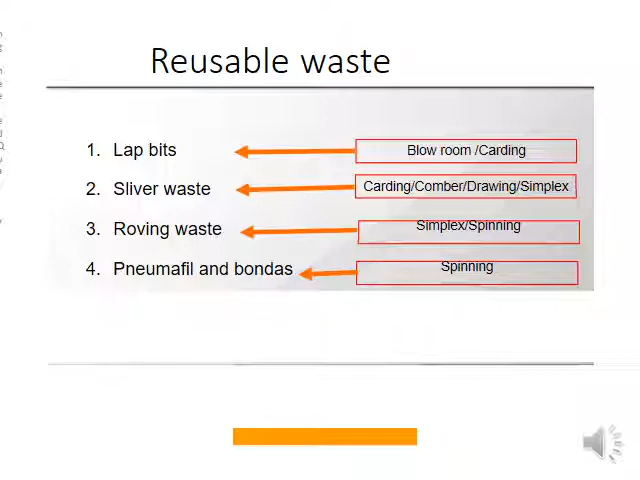 Reusable waste
1. Lap bits Blow room /Carding
2. Sliver waste Carding/Comber/Drawing/Simplex
3. Roving waste Simplex/Spinning
4. Pneumafil and bondas Spinning